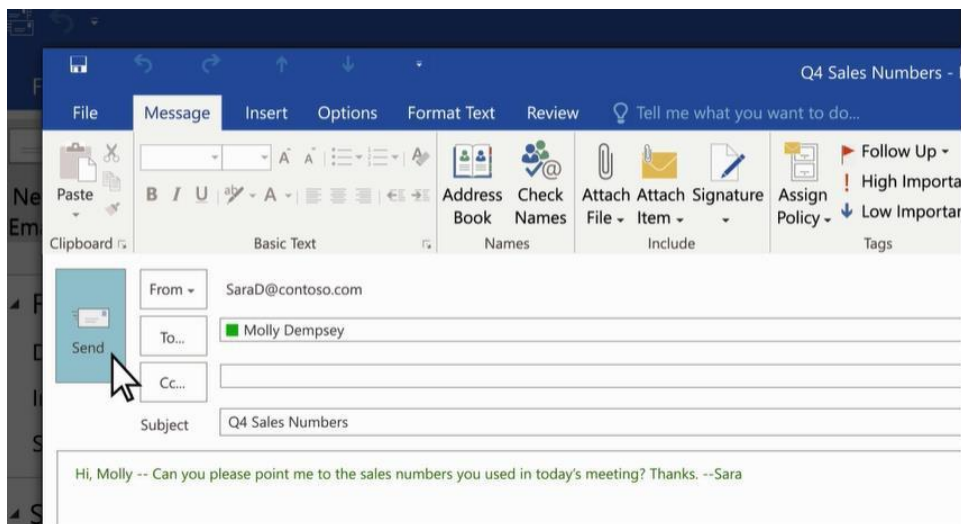 Q4 Sales Numbers -
File Message Insert Options Format Text Review Tell me what you want to do...
Paste
B I U
A
Address Book
Check Names
Attach File
Attach Item
Signature
Assign Policy
Follow Up
High Importa
Low Importar
Clipboard Basic Text Names Include Tags
From SaraD@contoso.com
To... Molly Dempsey
Send
Cc...
Subject Q4 Sales Numbers
Hi, Molly -- Can you please point me to the sales numbers you used in today's meeting? Thanks. --Sara